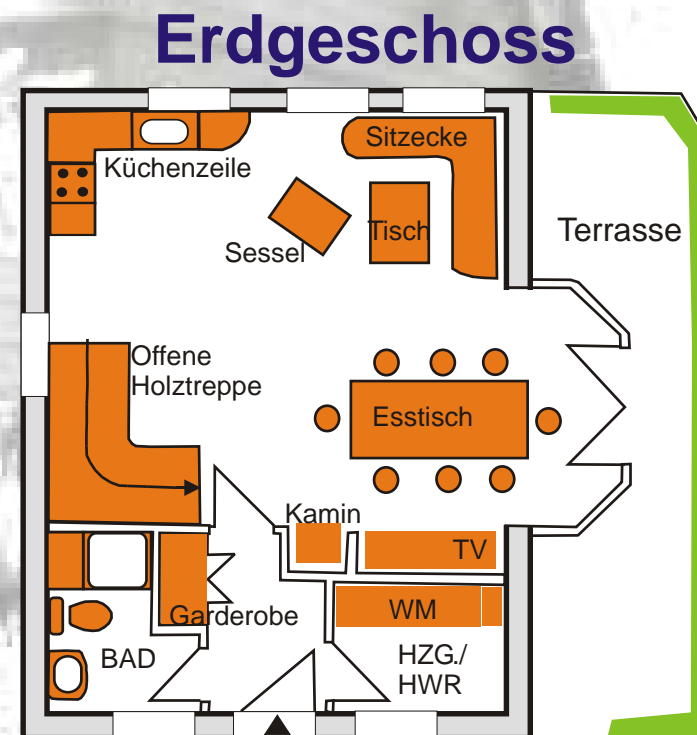 Erdgeschoss
Sitzecke
Küchenzeile
Tisch
Terrasse
Sessel
Offene
Holztreppe
Esstisch
Kamin
TV
WM
Garderobe
BAD
HZG./
HWR